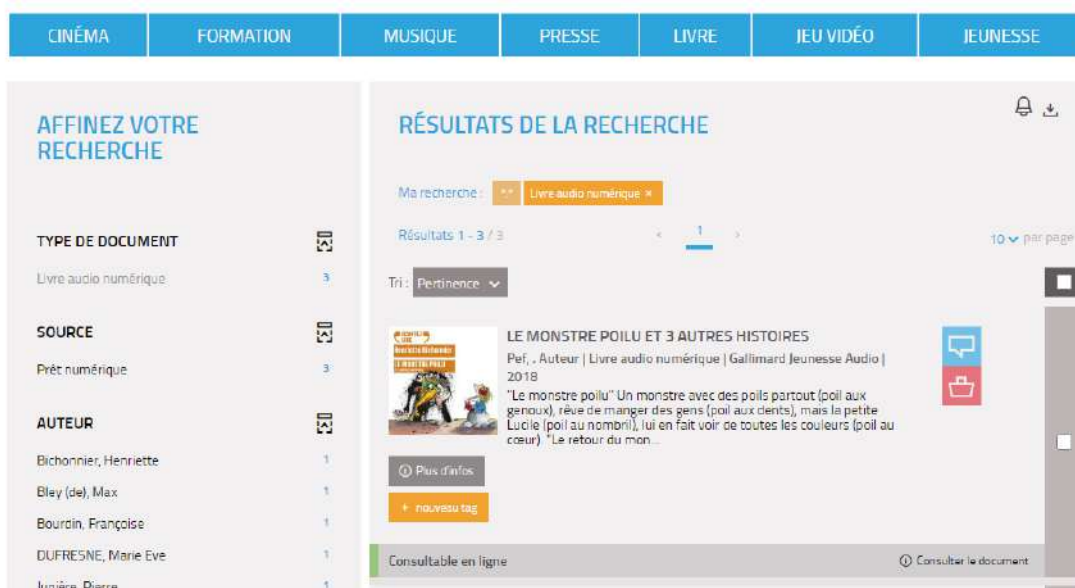 CINÉMA
FORMATION
MUSIQUE
PRESSE
LIVRE
JEU VIDÉO
JEUNESSE
AFFINEZ VOTRE
RECHERCHE
TYPE DE DOCUMENT
Livre audio numérique 3
SOURCE
Prêt numérique 3
AUTEUR
Bichonnier, Henriette 1
Bley (de), Max 1
Bourdin, Françoise 1
DUFRESNE, Marie Eve 1
RÉSULTATS DE LA RECHERCHE
Ma recherche : *:* Livre audio numérique ×
Résultats 1 - 3 / 3
< 1 >
10 par page
Tri : Pertinence
Henriette Bichonnier
LE MONSTRE POILU
LE MONSTRE POILU ET 3 AUTRES HISTOIRES
Pef, . Auteur | Livre audio numérique | Gallimard Jeunesse Audio |
2018
"Le monstre poilu" Un monstre avec des poils partout (poil aux
genoux), rêve de manger des gens (poil aux dents), mais la petite
Lucile (poil au nombril), lui en fait voir de toutes les couleurs (poil au
cœur). "Le retour du mon...
Plus d'infos
+ nouveau tag
Consultable en ligne
Consulter le document